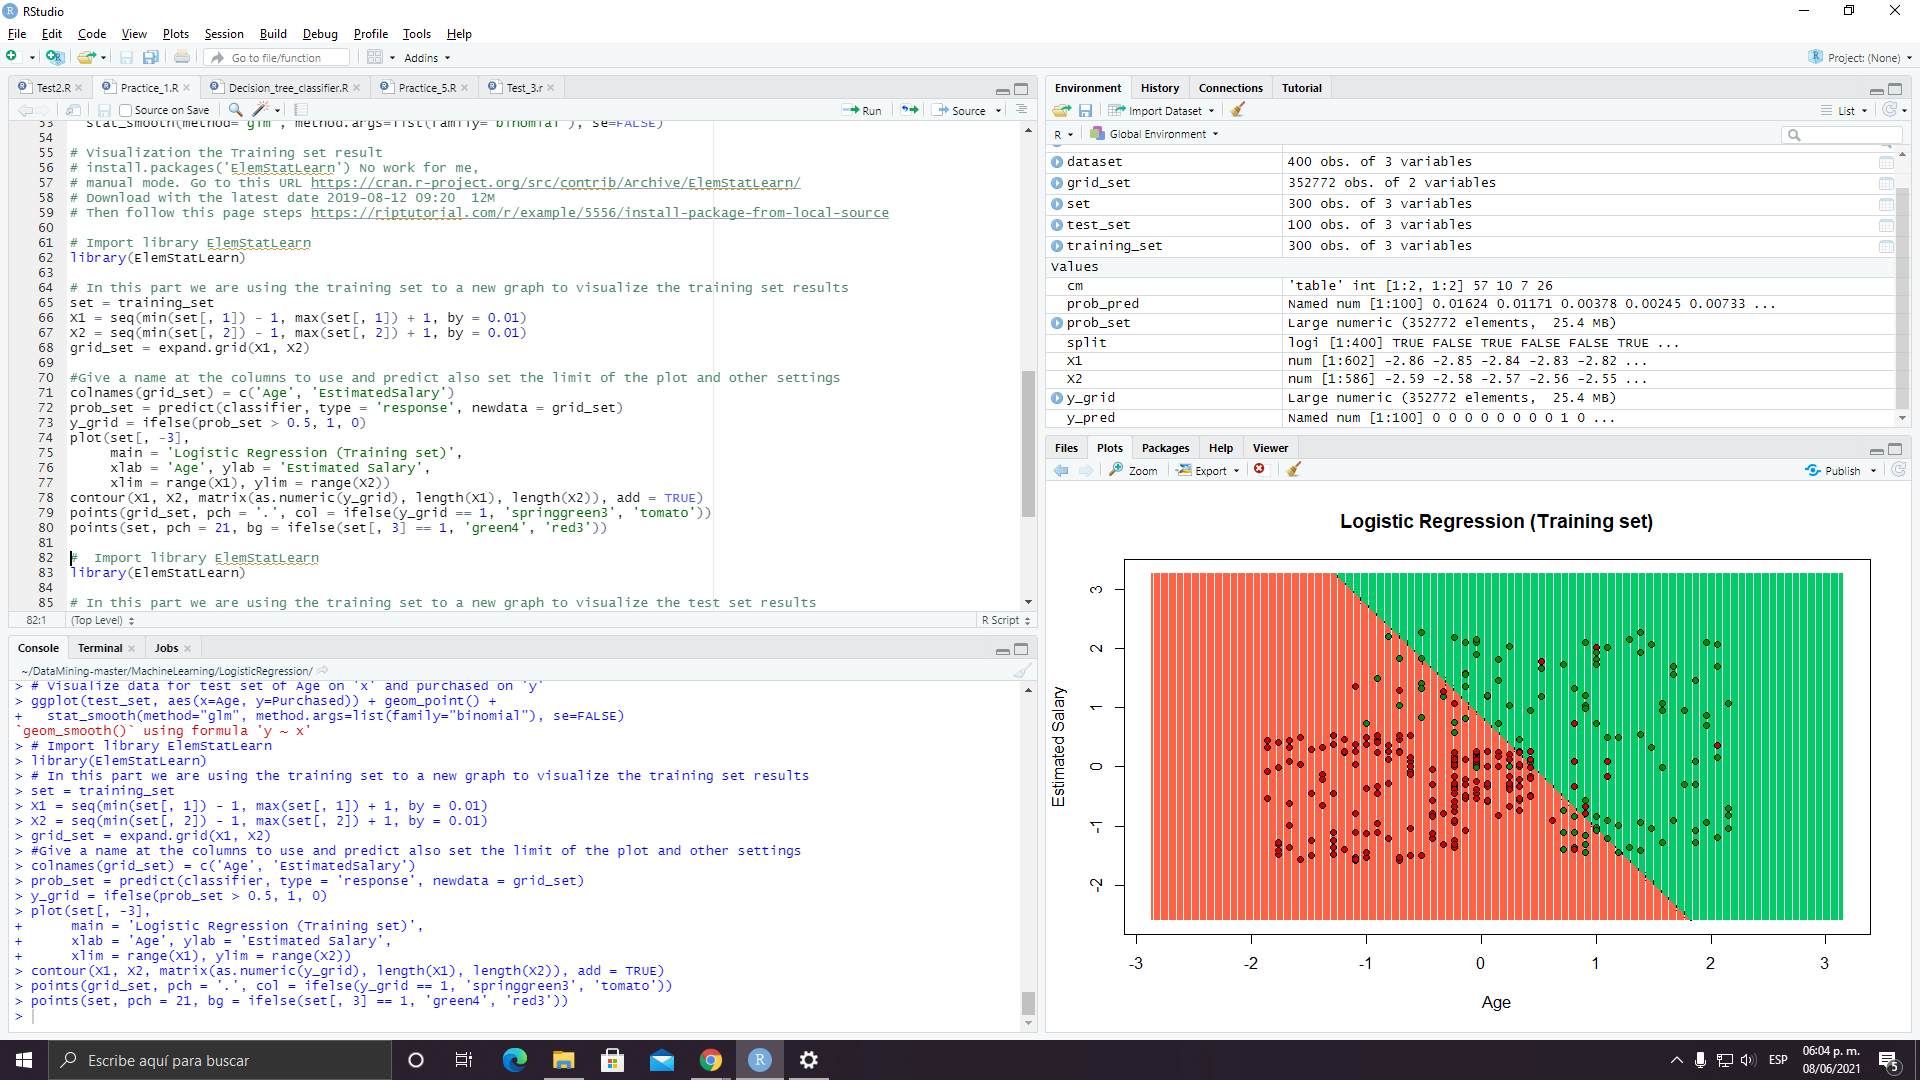 RStudio
File Edit Code View Plots Session Build Debug Profile Tools Help
Go to file/function Addins Project: (None)
Test2.R Practice_1.R Decision_tree_classifier.R Practice_5.R Test_3.r
Source on Save Run Source
53 stat_smooth(method="glm", method.args=list(family="binomial"), se=FALSE)
54
55 # Visualization the Training set result
56 # install.packages('ElemStatLearn') No work for me,
57 # manual mode. Go to this URL https://cran.r-project.org/src/contrib/Archive/ElemStatLearn/
58 # Download with the latest date 2019-08-12 09:20  12M
59 # Then follow this page steps https://riptutorial.com/r/example/5556/install-package-from-local-source
60
61 # Import library ElemStatLearn
62 library(ElemStatLearn)
63
64 # In this part we are using the training set to a new graph to visualize the training set results
65 set = training_set
66 X1 = seq(min(set[, 1]) - 1, max(set[, 1]) + 1, by = 0.01)
67 X2 = seq(min(set[, 2]) - 1, max(set[, 2]) + 1, by = 0.01)
68 grid_set = expand.grid(X1, X2)
69
70 #Give a name at the columns to use and predict also set the limit of the plot and other settings
71 colnames(grid_set) = c('Age', 'EstimatedSalary')
72 prob_set = predict(classifier, type = 'response', newdata = grid_set)
73 y_grid = ifelse(prob_set > 0.5, 1, 0)
74 plot(set[, -3],
75 main = 'Logistic Regression (Training set)',
76 xlab = 'Age', ylab = 'Estimated Salary',
77 xlim = range(X1), ylim = range(X2))
78 contour(X1, X2, matrix(as.numeric(y_grid), length(X1), length(X2)), add = TRUE)
79 points(grid_set, pch = '.', col = ifelse(y_grid == 1, 'springgreen3', 'tomato'))
80 points(set, pch = 21, bg = ifelse(set[, 3] == 1, 'green4', 'red3'))
81
82 #  Import library ElemStatLearn
83 library(ElemStatLearn)
84
85 # In this part we are using the training set to a new graph to visualize the test set results
82:1 (Top Level) R Script
Console Terminal Jobs
~/DataMining-master/MachineLearning/LogisticRegression/
> # Visualize data for test set of Age on 'x' and purchased on 'y'
> ggplot(test_set, aes(x=Age, y=Purchased)) + geom_point() +
+   stat_smooth(method="glm", method.args=list(family="binomial"), se=FALSE)
`geom_smooth()` using formula 'y ~ x'
> # Import library ElemStatLearn
> library(ElemStatLearn)
> # In this part we are using the training set to a new graph to visualize the training set results
> set = training_set
> X1 = seq(min(set[, 1]) - 1, max(set[, 1]) + 1, by = 0.01)
> X2 = seq(min(set[, 2]) - 1, max(set[, 2]) + 1, by = 0.01)
> grid_set = expand.grid(X1, X2)
> #Give a name at the columns to use and predict also set the limit of the plot and other settings
> colnames(grid_set) = c('Age', 'EstimatedSalary')
> prob_set = predict(classifier, type = 'response', newdata = grid_set)
> y_grid = ifelse(prob_set > 0.5, 1, 0)
> plot(set[, -3],
+      main = 'Logistic Regression (Training set)',
+      xlab = 'Age', ylab = 'Estimated Salary',
+      xlim = range(X1), ylim = range(X2))
> contour(X1, X2, matrix(as.numeric(y_grid), length(X1), length(X2)), add = TRUE)
> points(grid_set, pch = '.', col = ifelse(y_grid == 1, 'springgreen3', 'tomato'))
> points(set, pch = 21, bg = ifelse(set[, 3] == 1, 'green4', 'red3'))
>
Environment History Connections Tutorial
Import Dataset List
R Global Environment
dataset 400 obs. of 3 variables
grid_set 352772 obs. of 2 variables
set 300 obs. of 3 variables
test_set 100 obs. of 3 variables
training_set 300 obs. of 3 variables
Values
cm 'table' int [1:2, 1:2] 57 10 7 26
prob_pred Named num [1:100] 0.01624 0.01171 0.00378 0.00245 0.00733 ...
prob_set Large numeric (352772 elements,  25.4 MB)
split logi [1:400] TRUE FALSE TRUE FALSE FALSE TRUE ...
X1 num [1:602] -2.86 -2.85 -2.84 -2.83 -2.82 ...
X2 num [1:586] -2.59 -2.58 -2.57 -2.56 -2.55 ...
y_grid Large numeric (352772 elements,  25.4 MB)
y_pred Named num [1:100] 0 0 0 0 0 0 0 0 1 0 ...
Files Plots Packages Help Viewer
Zoom Export Publish
Logistic Regression (Training set)
Estimated Salary
3
2
1
0
-1
-2
-3 -2 -1 0 1 2 3
Age
Escribe aquí para buscar
ESP
06:04 p. m.
08/06/2021
5